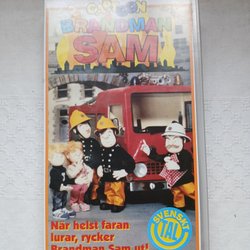 BRANDMAN
SAM
SVENSKT
TAL
När helst faran
lurar, rycker
Brandman Sam ut!